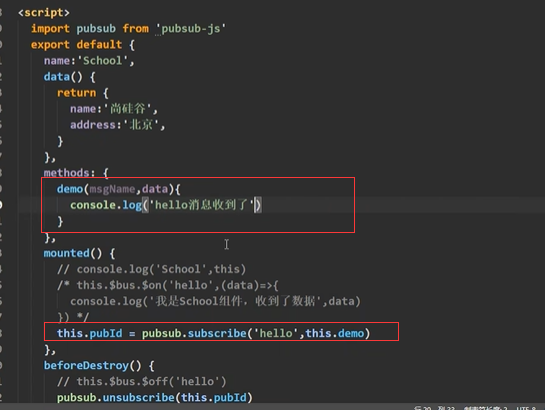 <script>
import pubsub from 'pubsub-js'
export default {
name:'School',
data() {
return {
name:'尚硅谷',
address:'北京',
}
},
methods: {
demo(msgName,data){
console.log('hello消息收到了')
}
},
mounted() {
// console.log('School',this)
/* this.$bus.$on('hello',(data)=>{
console.log('我是School组件，收到了数据',data)
}) */
this.pubId = pubsub.subscribe('hello',this.demo)
},
beforeDestroy() {
// this.$bus.$off('hello')
pubsub.unsubscribe(this.pubId)